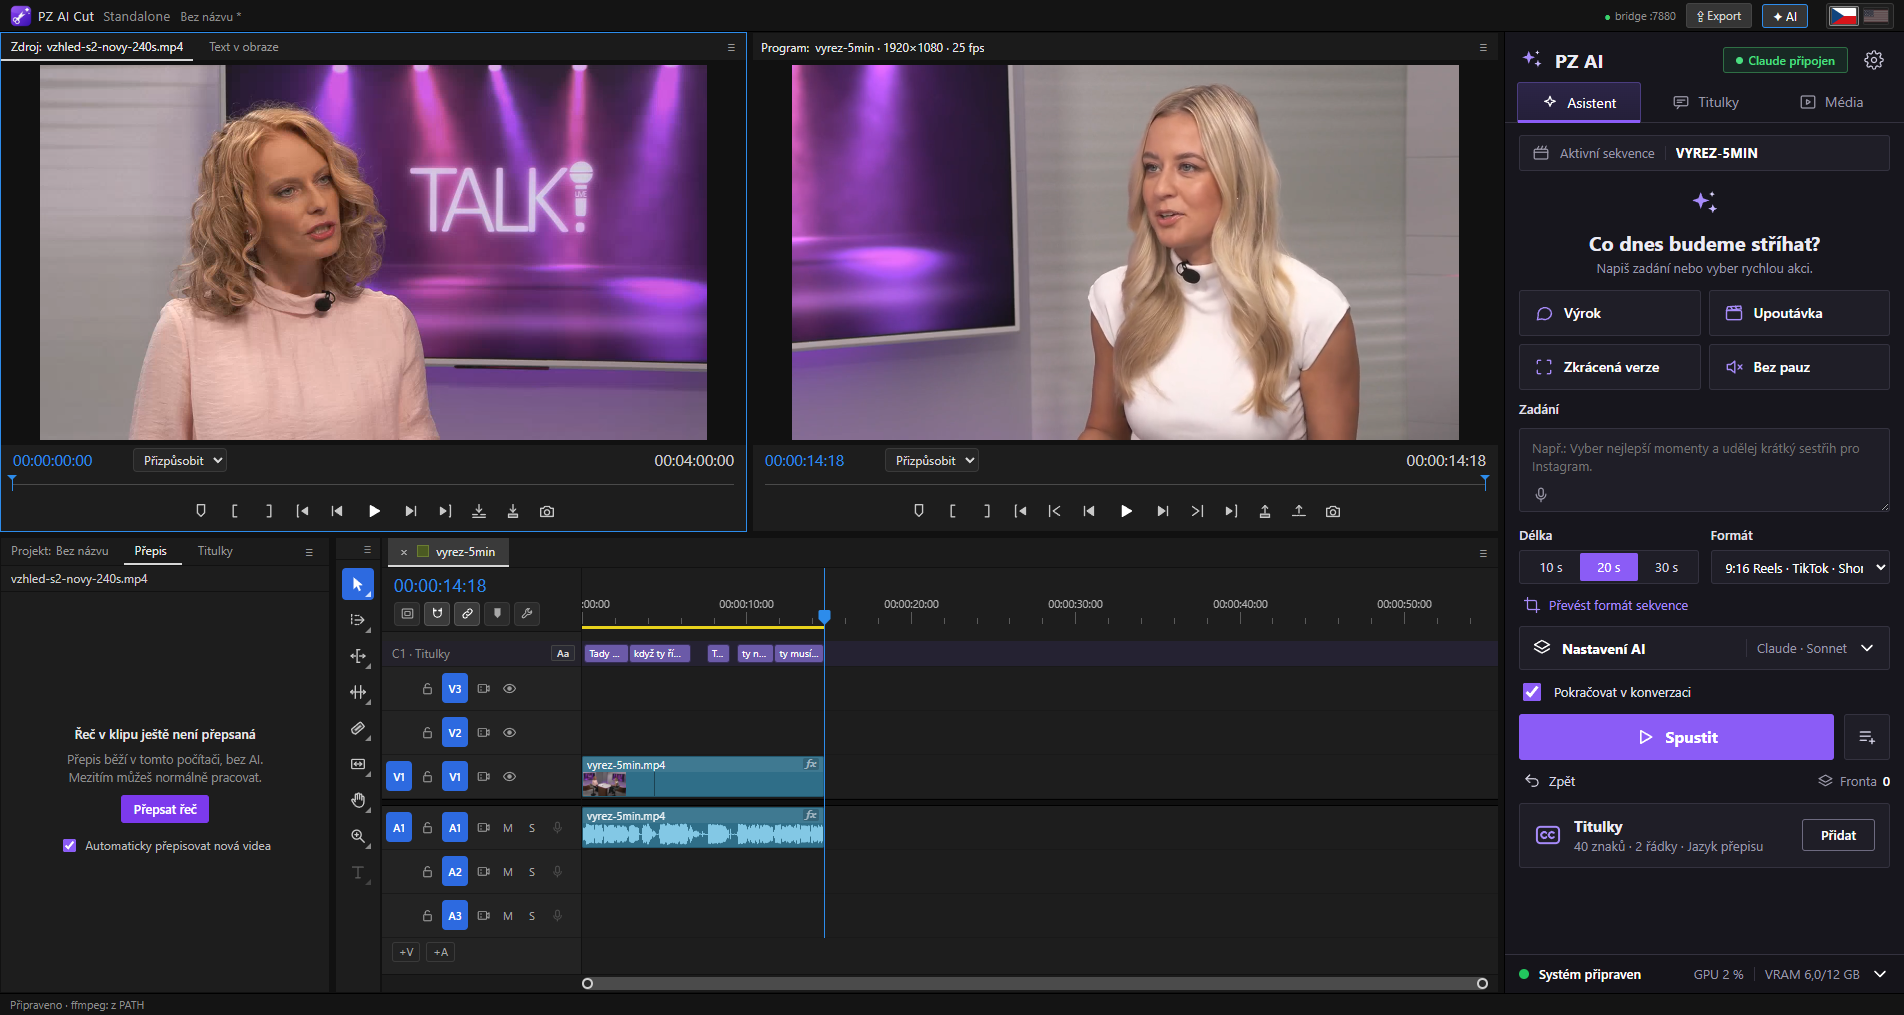 PZ AI Cut Standalone Bez názvu *
bridge :7880 Export AI
Zdroj: vzhled-s2-novy-240s.mp4 Text v obraze
Program: vyrez-5min · 1920×1080 · 25 fps
TALK!
LIVE
00:00:00:00 Přizpůsobit 00:04:00:00
00:00:14:18 Přizpůsobit 00:00:14:18
Projekt: Bez názvu Přepis Titulky
vzhled-s2-novy-240s.mp4
Řeč v klipu ještě není přepsaná
Přepis běží v tomto počítači, bez AI.
Mezitím můžeš normálně pracovat.
Přepsat řeč
Automaticky přepisovat nová videa
× vyrez-5min
00:00:14:18
:00:00 00:00:10:00 00:00:20:00 00:00:30:00 00:00:40:00 00:00:50:00
C1 · Titulky Aa Tady ... když ty ří... T... ty n... ty musí...
V3
V2
V1 V1 vyrez-5min.mp4 fx
A1 A1 M S vyrez-5min.mp4 fx
A2 M S
A3 M S
+V +A
PZ AI Claude připojen
Asistent Titulky Média
Aktivní sekvence VYREZ-5MIN
Co dnes budeme stříhat?
Napiš zadání nebo vyber rychlou akci.
Výrok Upoutávka
Zkrácená verze Bez pauz
Zadání
Např.: Vyber nejlepší momenty a udělej krátký sestřih pro
Instagram.
Délka Formát
10 s 20 s 30 s 9:16 Reels · TikTok · Shor
Převést formát sekvence
Nastavení AI Claude · Sonnet
Pokračovat v konverzaci
Spustit
Zpět Fronta 0
CC Titulky
40 znaků · 2 řádky · Jazyk přepisu
Přidat
Systém připraven GPU 2 % VRAM 6,0/12 GB
Připraveno · ffmpeg: z PATH